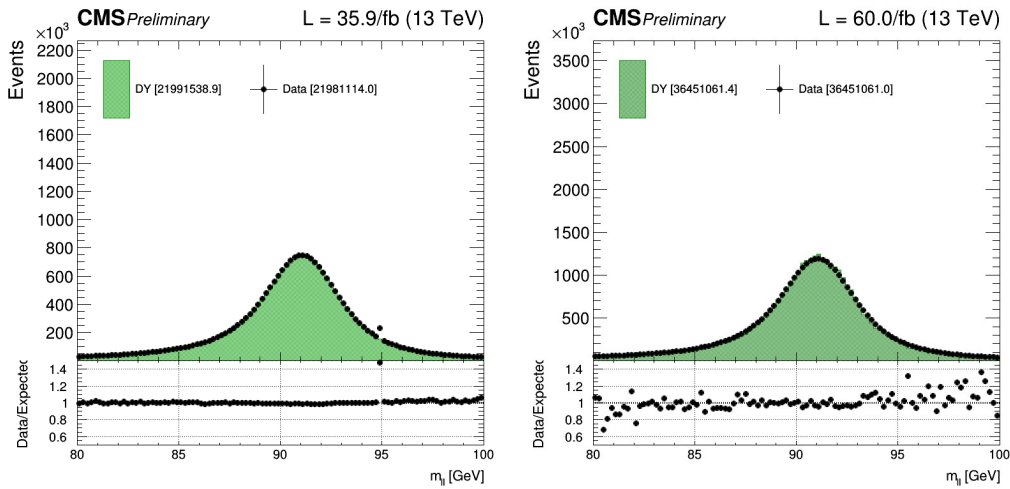 CMS Preliminary L = 35.9/fb (13 TeV)
×10³
Events
2200
2000
1800
1600
1400
1200
1000
800
600
400
200
DY [21991538.9]
Data [21981114.0]
Data/Expected
1.4
1.2
1
0.8
0.6
80 85 90 95 100
m_ll [GeV]
CMS Preliminary L = 60.0/fb (13 TeV)
×10³
Events
3500
3000
2500
2000
1500
1000
500
DY [36451061.4]
Data [36451061.0]
Data/Expected
1.4
1.2
1
0.8
0.6
80 85 90 95 100
m_ll [GeV]